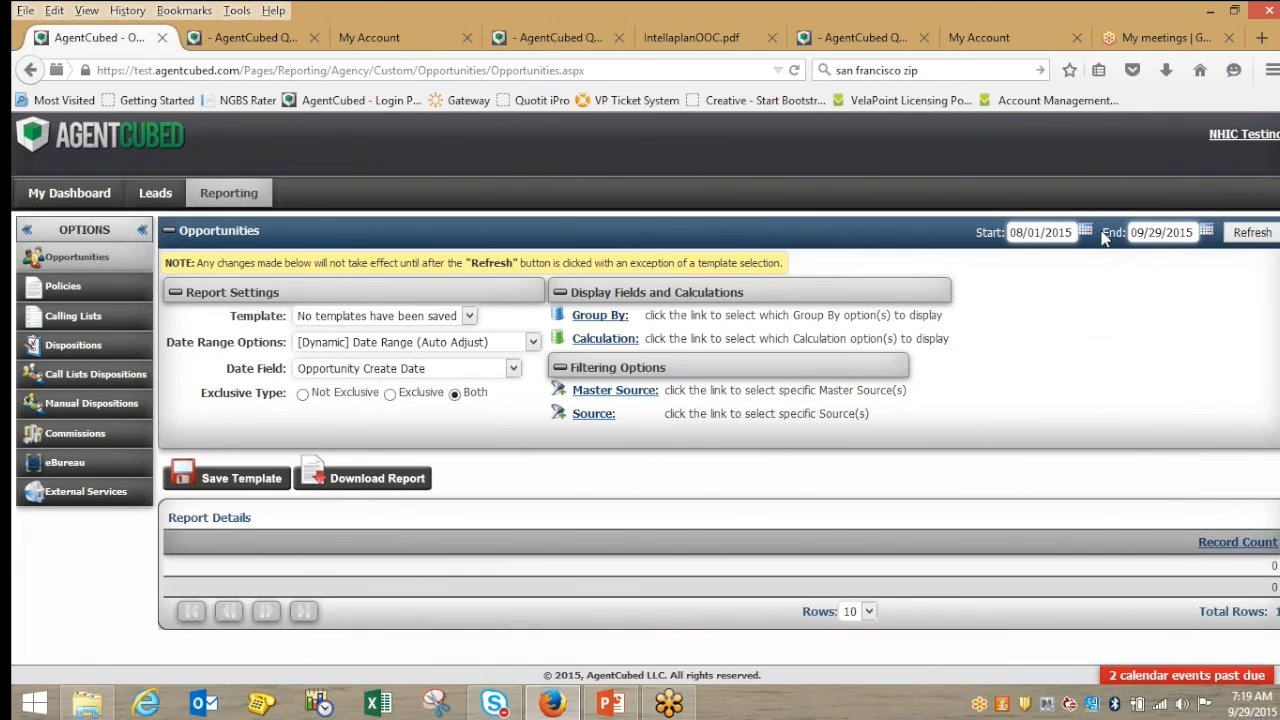 File Edit View History Bookmarks Tools Help
AgentCubed - O... - AgentCubed Q... My Account - AgentCubed Q... IntellaplanOOC.pdf - AgentCubed Q... My Account My meetings | G...
https://test.agentcubed.com/Pages/Reporting/Agency/Custom/Opportunities/Opportunities.aspx san francisco zip
Most Visited Getting Started NGBS Rater AgentCubed - Login P... Gateway Quotit iPro VP Ticket System Creative - Start Bootstr... VelaPoint Licensing Po... Account Management...
AGENTCUBED
NHIC Testing
My Dashboard Leads Reporting
OPTIONS
Opportunities
Policies
Calling Lists
Dispositions
Call Lists Dispositions
Manual Dispositions
Commissions
eBureau
External Services
Opportunities Start: 08/01/2015 End: 09/29/2015 Refresh
NOTE: Any changes made below will not take effect until after the "Refresh" button is clicked with an exception of a template selection.
Report Settings
Template: No templates have been saved
Date Range Options: [Dynamic] Date Range (Auto Adjust)
Date Field: Opportunity Create Date
Exclusive Type: Not Exclusive Exclusive Both
Display Fields and Calculations
Group By: click the link to select which Group By option(s) to display
Calculation: click the link to select which Calculation option(s) to display
Filtering Options
Master Source: click the link to select specific Master Source(s)
Source: click the link to select specific Source(s)
Save Template Download Report
Report Details
Record Count
0
0
Rows: 10 Total Rows: 1
© 2015, AgentCubed LLC. All rights reserved.
2 calendar events past due
7:19 AM
9/29/2015